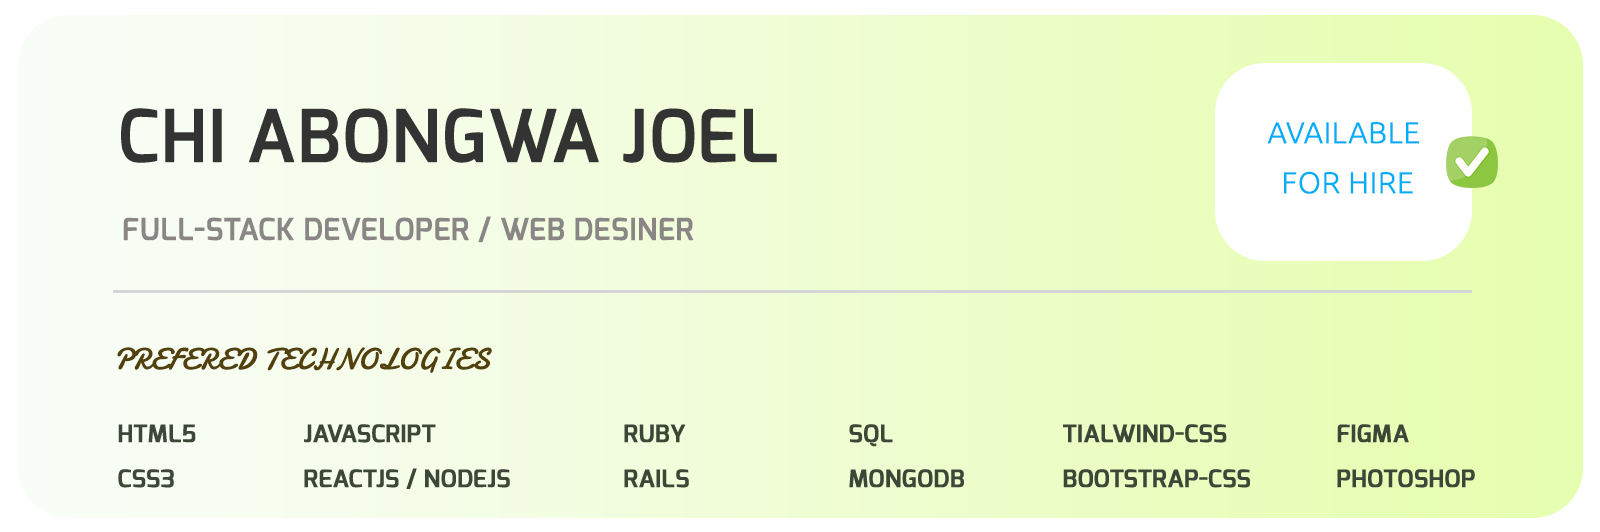 CHI ABONGWA JOEL
AVAILABLE
FOR HIRE
FULL-STACK DEVELOPER / WEB DESINER
PREFERED TECHNOLOGIES
HTML5 JAVASCRIPT RUBY SQL TIALWIND-CSS FIGMA
CSS3 REACTJS / NODEJS RAILS MONGODB BOOTSTRAP-CSS PHOTOSHOP